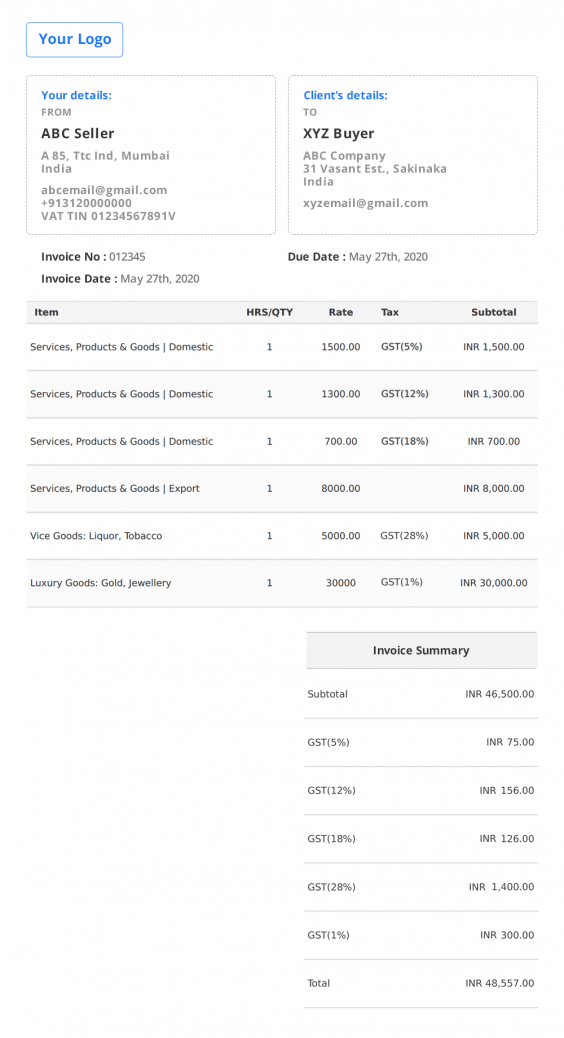 Your Logo
Your details:
FROM
ABC Seller
A 85, Ttc Ind, Mumbai
India
abcemail@gmail.com
+913120000000
VAT TIN 01234567891V
Client's details:
TO
XYZ Buyer
ABC Company
31 Vasant Est., Sakinaka
India
xyzemail@gmail.com
Invoice No : 012345 Due Date : May 27th, 2020
Invoice Date : May 27th, 2020
Item HRS/QTY Rate Tax Subtotal
Services, Products & Goods | Domestic 1 1500.00 GST(5%) INR 1,500.00
Services, Products & Goods | Domestic 1 1300.00 GST(12%) INR 1,300.00
Services, Products & Goods | Domestic 1 700.00 GST(18%) INR 700.00
Services, Products & Goods | Export 1 8000.00 INR 8,000.00
Vice Goods: Liquor, Tobacco 1 5000.00 GST(28%) INR 5,000.00
Luxury Goods: Gold, Jewellery 1 30000 GST(1%) INR 30,000.00
Invoice Summary
Subtotal INR 46,500.00
GST(5%) INR 75.00
GST(12%) INR 156.00
GST(18%) INR 126.00
GST(28%) INR 1,400.00
GST(1%) INR 300.00
Total INR 48,557.00